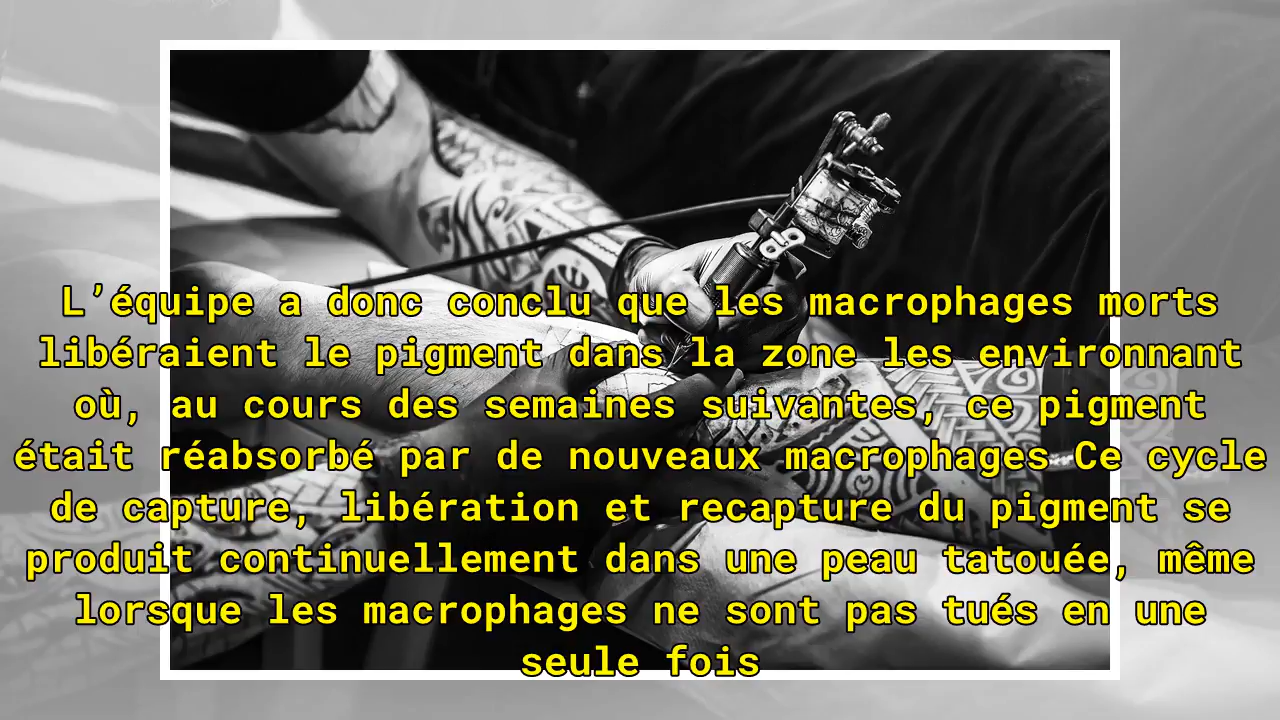 L’équipe a donc conclu que les macrophages morts
libéraient le pigment dans la zone les environnant
où, au cours des semaines suivantes, ce pigment
était réabsorbé par de nouveaux macrophages Ce cycle
de capture, libération et recapture du pigment se
produit continuellement dans une peau tatouée, même
lorsque les macrophages ne sont pas tués en une
seule fois